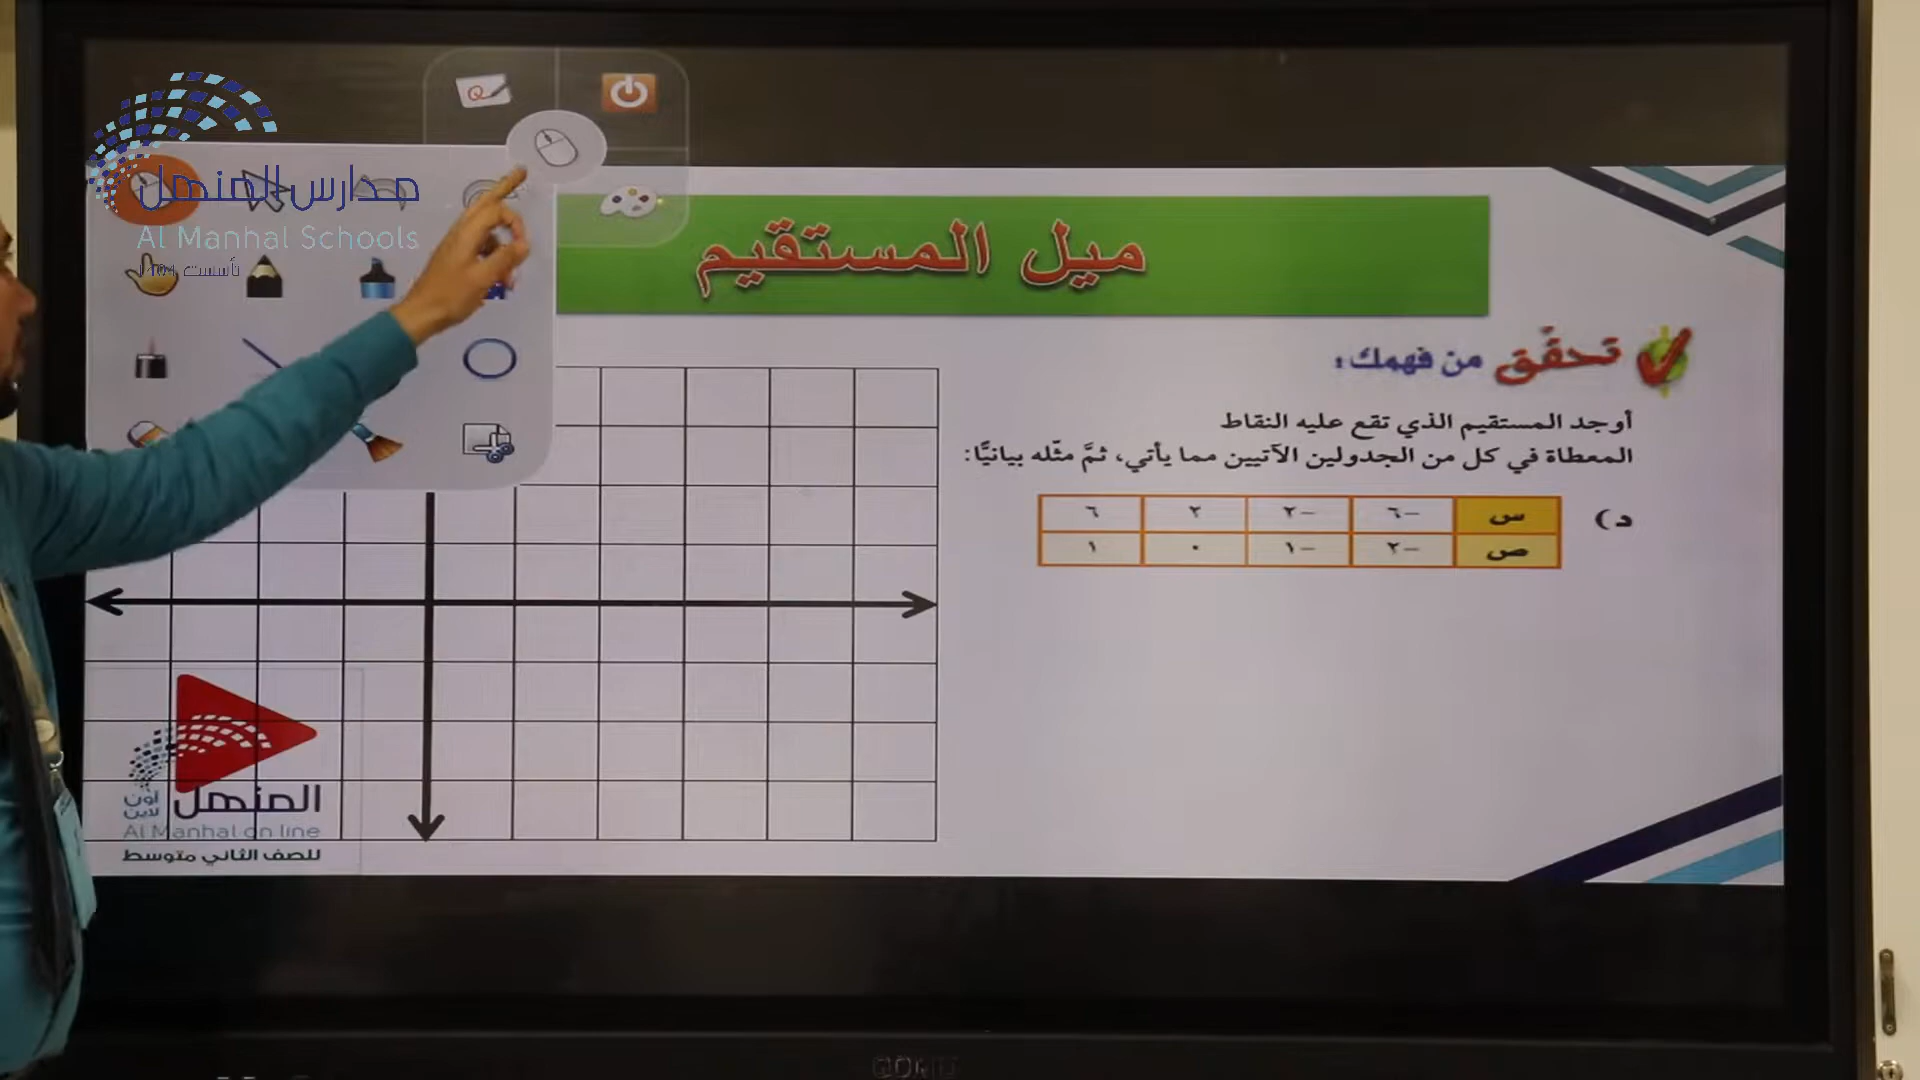 مدارس المنهل
Al Manhal Schools
ميل المستقيم
تحقق من فهمك:
أوجد المستقيم الذي تقع عليه النقاط
المعطاة في كل من الجدولين الآتيين مما يأتي، ثمَّ مثّله بيانيًّا:
د) س -٦ -٢ ٢ ٦
ص -٢ -١ ٠ ١
المنهل أون لاين
Al Manhal on line
للصف الثاني متوسط